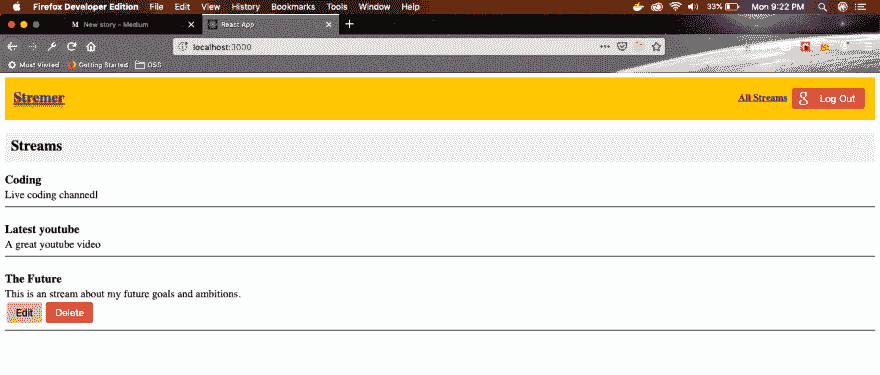 Firefox Developer Edition File Edit View History Bookmarks Tools Window Help 33% Mon 9:22 PM
M New story – Medium React App
localhost:3000
Most Visited Getting Started OSS
Stremer All Streams Log Out
Streams
Coding
Live coding channedl
Latest youtube
A great youtube video
The Future
This is an stream about my future goals and ambitions.
Edit Delete